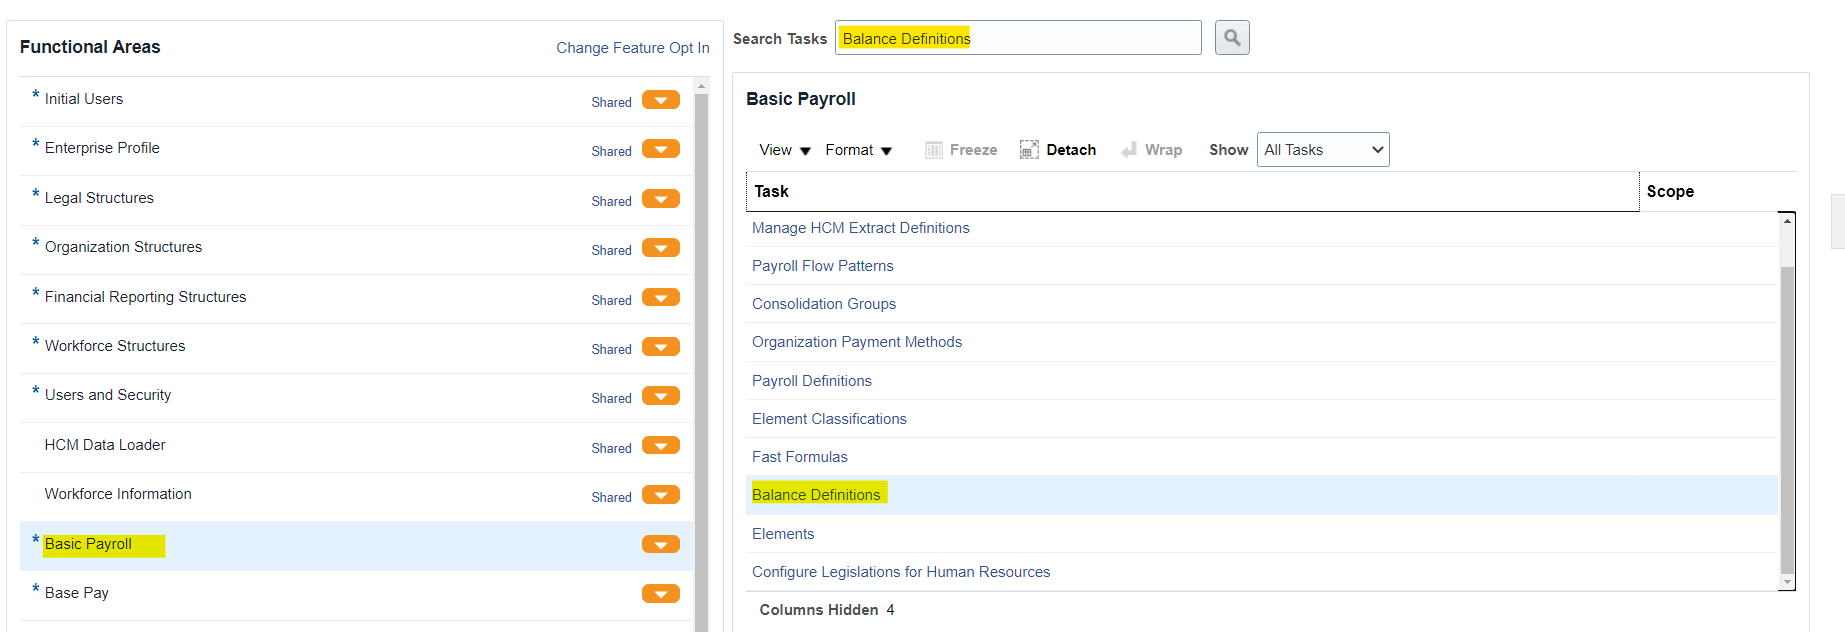 Functional Areas
Change Feature Opt In
* Initial Users Shared
* Enterprise Profile Shared
* Legal Structures Shared
* Organization Structures Shared
* Financial Reporting Structures Shared
* Workforce Structures Shared
* Users and Security Shared
HCM Data Loader Shared
Workforce Information Shared
* Basic Payroll
* Base Pay
Search Tasks Balance Definitions
Basic Payroll
View Format Freeze Detach Wrap Show All Tasks
Task Scope
Manage HCM Extract Definitions
Payroll Flow Patterns
Consolidation Groups
Organization Payment Methods
Payroll Definitions
Element Classifications
Fast Formulas
Balance Definitions
Elements
Configure Legislations for Human Resources
Columns Hidden 4